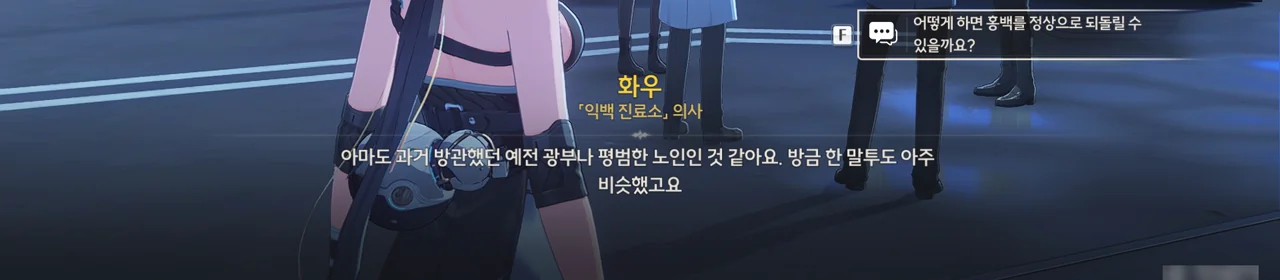 어떻게 하면 홍백를 정상으로 되돌릴 수
있을까요?
F
화우
「익백 진료소」 의사
아마도 과거 방관했던 예전 광부나 평범한 노인인 것 같아요. 방금 한 말투도 아주
비슷했고요